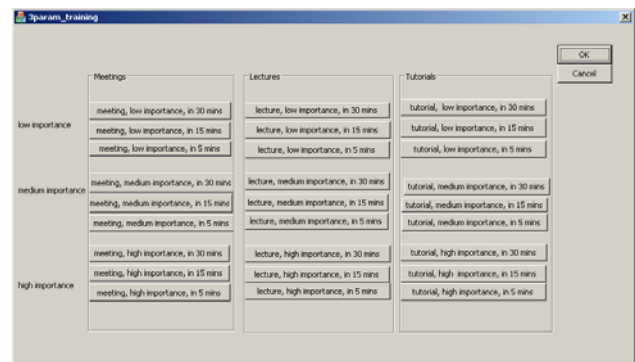 3param_training
OK
Cancel
Meetings
Lectures
Tutorials
low importance
meeting, low importance, in 30 mins
lecture, low importance, in 30 mins
tutorial, low importance, in 30 mins
meeting, low importance, in 15 mins
lecture, low importance, in 15 mins
tutorial, low importance, in 15 mins
meeting, low importance, in 5 mins
lecture, low importance, in 5 mins
tutorial, low importance, in 5 mins
medium importance
meeting, medium importance, in 30 mins
lecture, medium importance, in 30 mins
tutorial, medium importance, in 30 mins
meeting, medium importance, in 15 mins
lecture, medium importance, in 15 mins
tutorial, medium importance, in 15 mins
meeting, medium importance, in 5 mins
lecture, medium importance, in 5 mins
tutorial, medium importance, in 5 mins
high importance
meeting, high importance, in 30 mins
lecture, high importance, in 30 mins
tutorial, high importance, in 30 mins
meeting, high importance, in 15 mins
lecture, high importance, in 15 mins
tutorial, high importance, in 15 mins
meeting, high importance, in 5 mins
lecture, high importance, in 5 mins
tutorial, high importance, in 5 mins